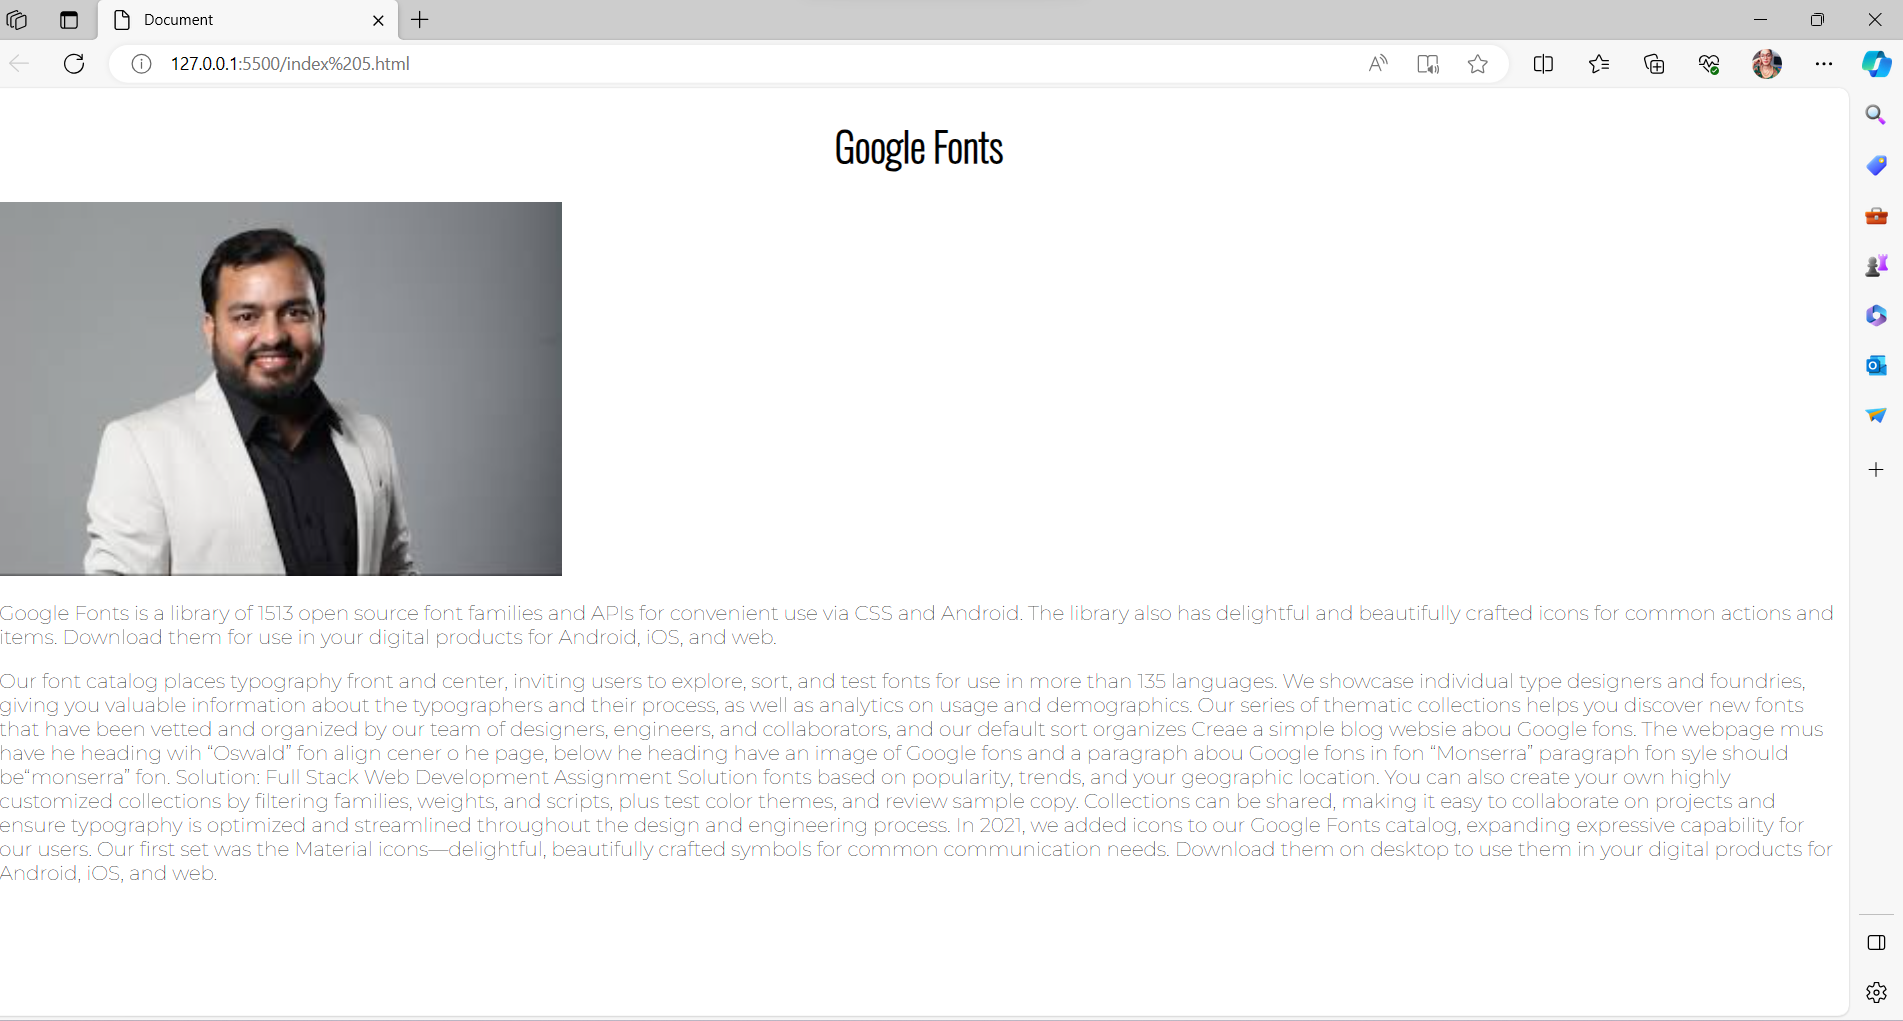 Document
127.0.0.1:5500/index%205.html
Google Fonts
Google Fonts is a library of 1513 open source font families and APIs for convenient use via CSS and Android. The library also has delightful and beautifully crafted icons for common actions and
items. Download them for use in your digital products for Android, iOS, and web.
Our font catalog places typography front and center, inviting users to explore, sort, and test fonts for use in more than 135 languages. We showcase individual type designers and foundries,
giving you valuable information about the typographers and their process, as well as analytics on usage and demographics. Our series of thematic collections helps you discover new fonts
that have been vetted and organized by our team of designers, engineers, and collaborators, and our default sort organizes Creae a simple blog websie abou Google fons. The webpage mus
have he heading wih “Oswald” fon align cener o he page, below he heading have an image of Google fons and a paragraph abou Google fons in fon “Monserra” paragraph fon syle should
be“monserra” fon. Solution: Full Stack Web Development Assignment Solution fonts based on popularity, trends, and your geographic location. You can also create your own highly
customized collections by filtering families, weights, and scripts, plus test color themes, and review sample copy. Collections can be shared, making it easy to collaborate on projects and
ensure typography is optimized and streamlined throughout the design and engineering process. In 2021, we added icons to our Google Fonts catalog, expanding expressive capability for
our users. Our first set was the Material icons—delightful, beautifully crafted symbols for common communication needs. Download them on desktop to use them in your digital products for
Android, iOS, and web.